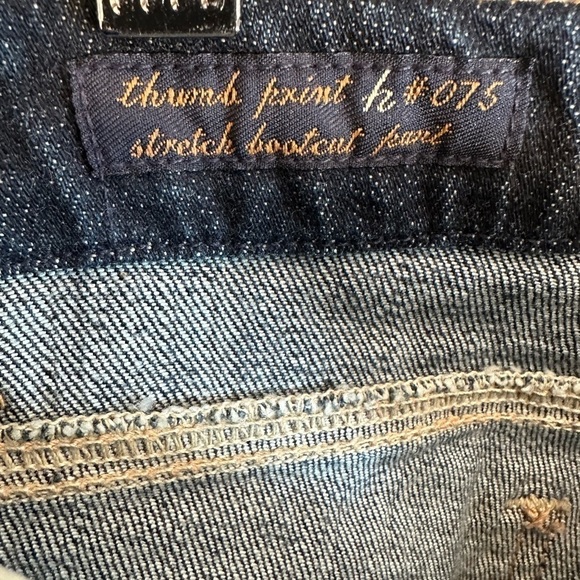 thumb print h #075
stretch bootcut pant